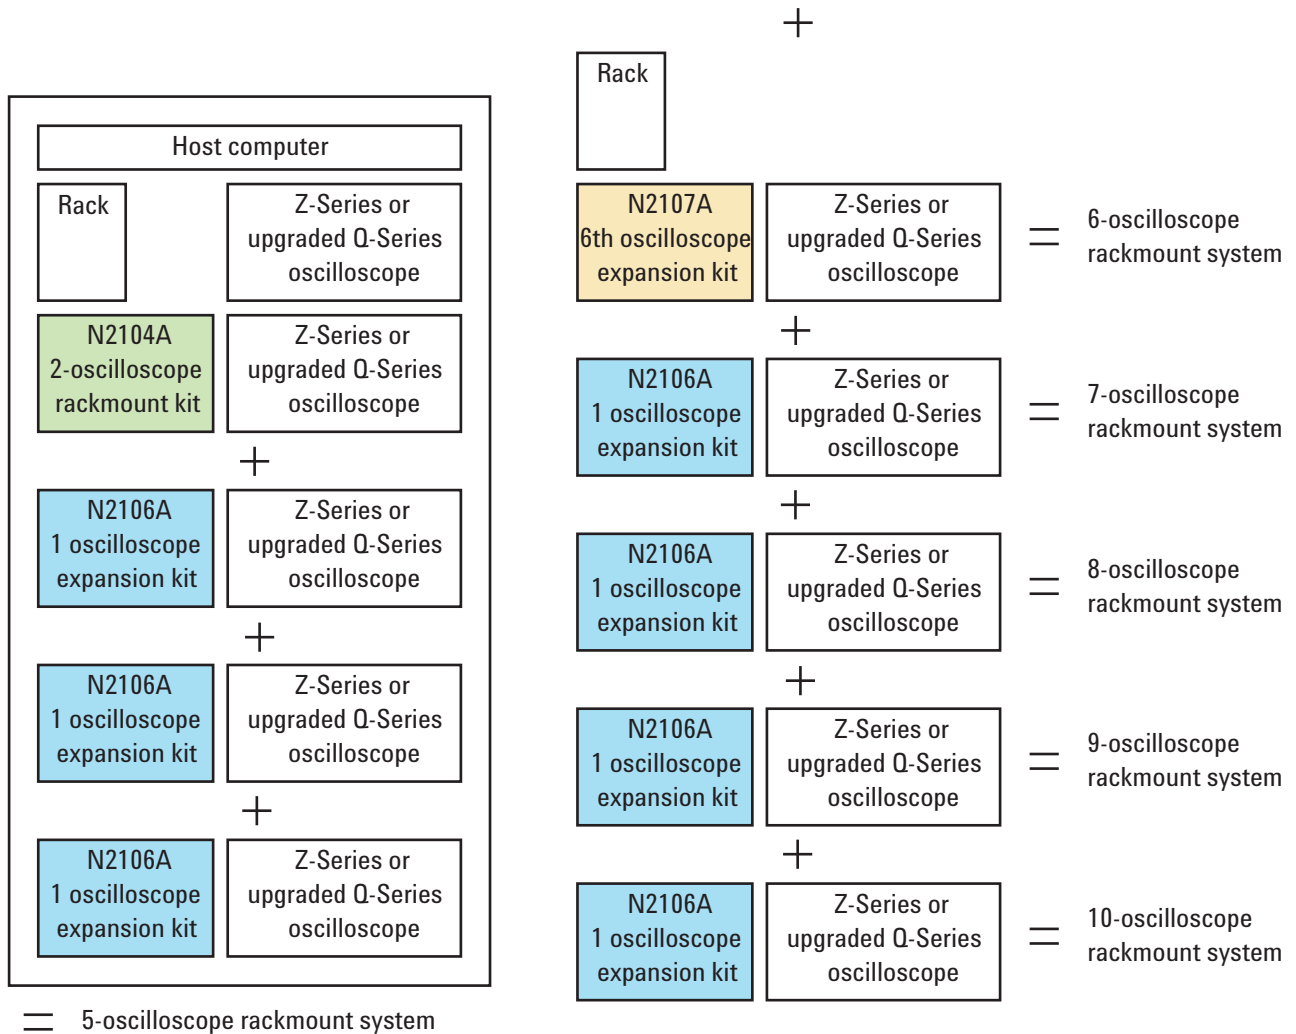 Host computer
Rack
Z-Series or
upgraded Q-Series
oscilloscope
N2104A
2-oscilloscope
rackmount kit
Z-Series or
upgraded Q-Series
oscilloscope
+
N2106A
1 oscilloscope
expansion kit
Z-Series or
upgraded Q-Series
oscilloscope
+
N2106A
1 oscilloscope
expansion kit
Z-Series or
upgraded Q-Series
oscilloscope
+
N2106A
1 oscilloscope
expansion kit
Z-Series or
upgraded Q-Series
oscilloscope
= 5-oscilloscope rackmount system
+
Rack
N2107A
6th oscilloscope
expansion kit
Z-Series or
upgraded Q-Series
oscilloscope
=
6-oscilloscope
rackmount system
+
N2106A
1 oscilloscope
expansion kit
Z-Series or
upgraded Q-Series
oscilloscope
=
7-oscilloscope
rackmount system
+
N2106A
1 oscilloscope
expansion kit
Z-Series or
upgraded Q-Series
oscilloscope
=
8-oscilloscope
rackmount system
+
N2106A
1 oscilloscope
expansion kit
Z-Series or
upgraded Q-Series
oscilloscope
=
9-oscilloscope
rackmount system
+
N2106A
1 oscilloscope
expansion kit
Z-Series or
upgraded Q-Series
oscilloscope
=
10-oscilloscope
rackmount system